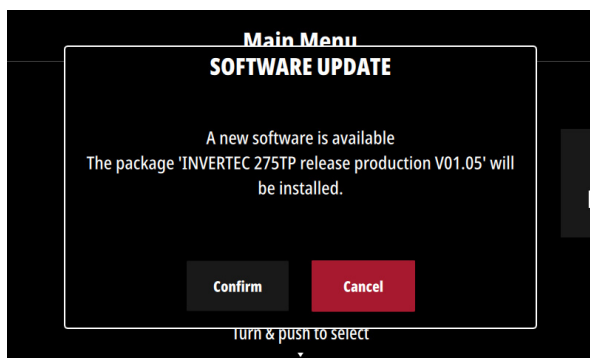 Main Menu
SOFTWARE UPDATE
A new software is available
The package 'INVERTEC 275TP release production V01.05' will
be installed.
Confirm
Cancel
Turn & push to select